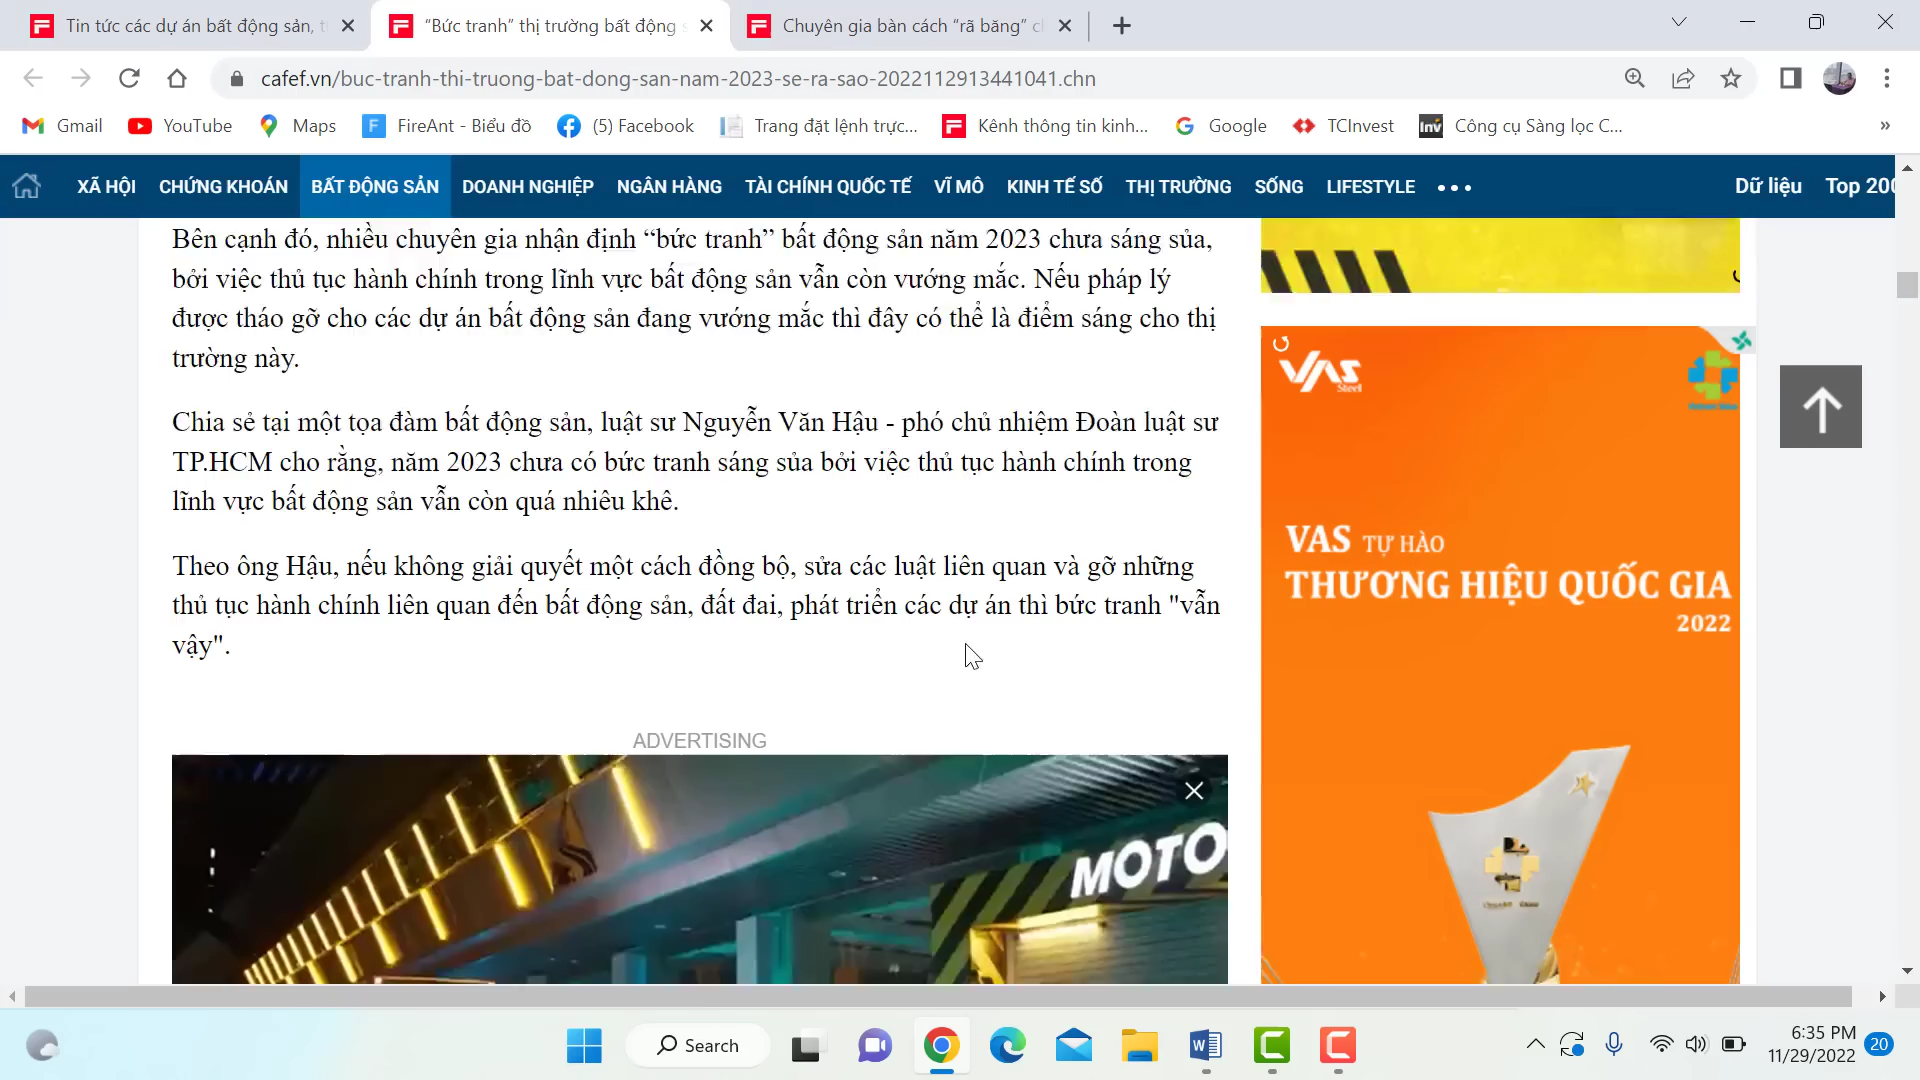 Tin tức các dự án bất động sản, t
“Bức tranh” thị trường bất động s
Chuyên gia bàn cách “rã băng” c
cafef.vn/buc-tranh-thi-truong-bat-dong-san-nam-2023-se-ra-sao-2022112913441041.chn
Gmail YouTube Maps FireAnt - Biểu đồ (5) Facebook Trang đặt lệnh trực... Kênh thông tin kinh... Google TCInvest Công cụ Sàng lọc C...
XÃ HỘI CHỨNG KHOÁN BẤT ĐỘNG SẢN DOANH NGHIỆP NGÂN HÀNG TÀI CHÍNH QUỐC TẾ VĨ MÔ KINH TẾ SỐ THỊ TRƯỜNG SỐNG LIFESTYLE Dữ liệu Top 200
Bên cạnh đó, nhiều chuyên gia nhận định “bức tranh” bất động sản năm 2023 chưa sáng sủa,
bởi việc thủ tục hành chính trong lĩnh vực bất động sản vẫn còn vướng mắc. Nếu pháp lý
được tháo gỡ cho các dự án bất động sản đang vướng mắc thì đây có thể là điểm sáng cho thị
trường này.
Chia sẻ tại một tọa đàm bất động sản, luật sư Nguyễn Văn Hậu - phó chủ nhiệm Đoàn luật sư
TP.HCM cho rằng, năm 2023 chưa có bức tranh sáng sủa bởi việc thủ tục hành chính trong
lĩnh vực bất động sản vẫn còn quá nhiêu khê.
Theo ông Hậu, nếu không giải quyết một cách đồng bộ, sửa các luật liên quan và gỡ những
thủ tục hành chính liên quan đến bất động sản, đất đai, phát triển các dự án thì bức tranh "vẫn
vậy".
ADVERTISING
MOTO
VAS
Steel
VAS TỰ HÀO
THƯƠNG HIỆU QUỐC GIA
2022
Search
6:35 PM
11/29/2022
20